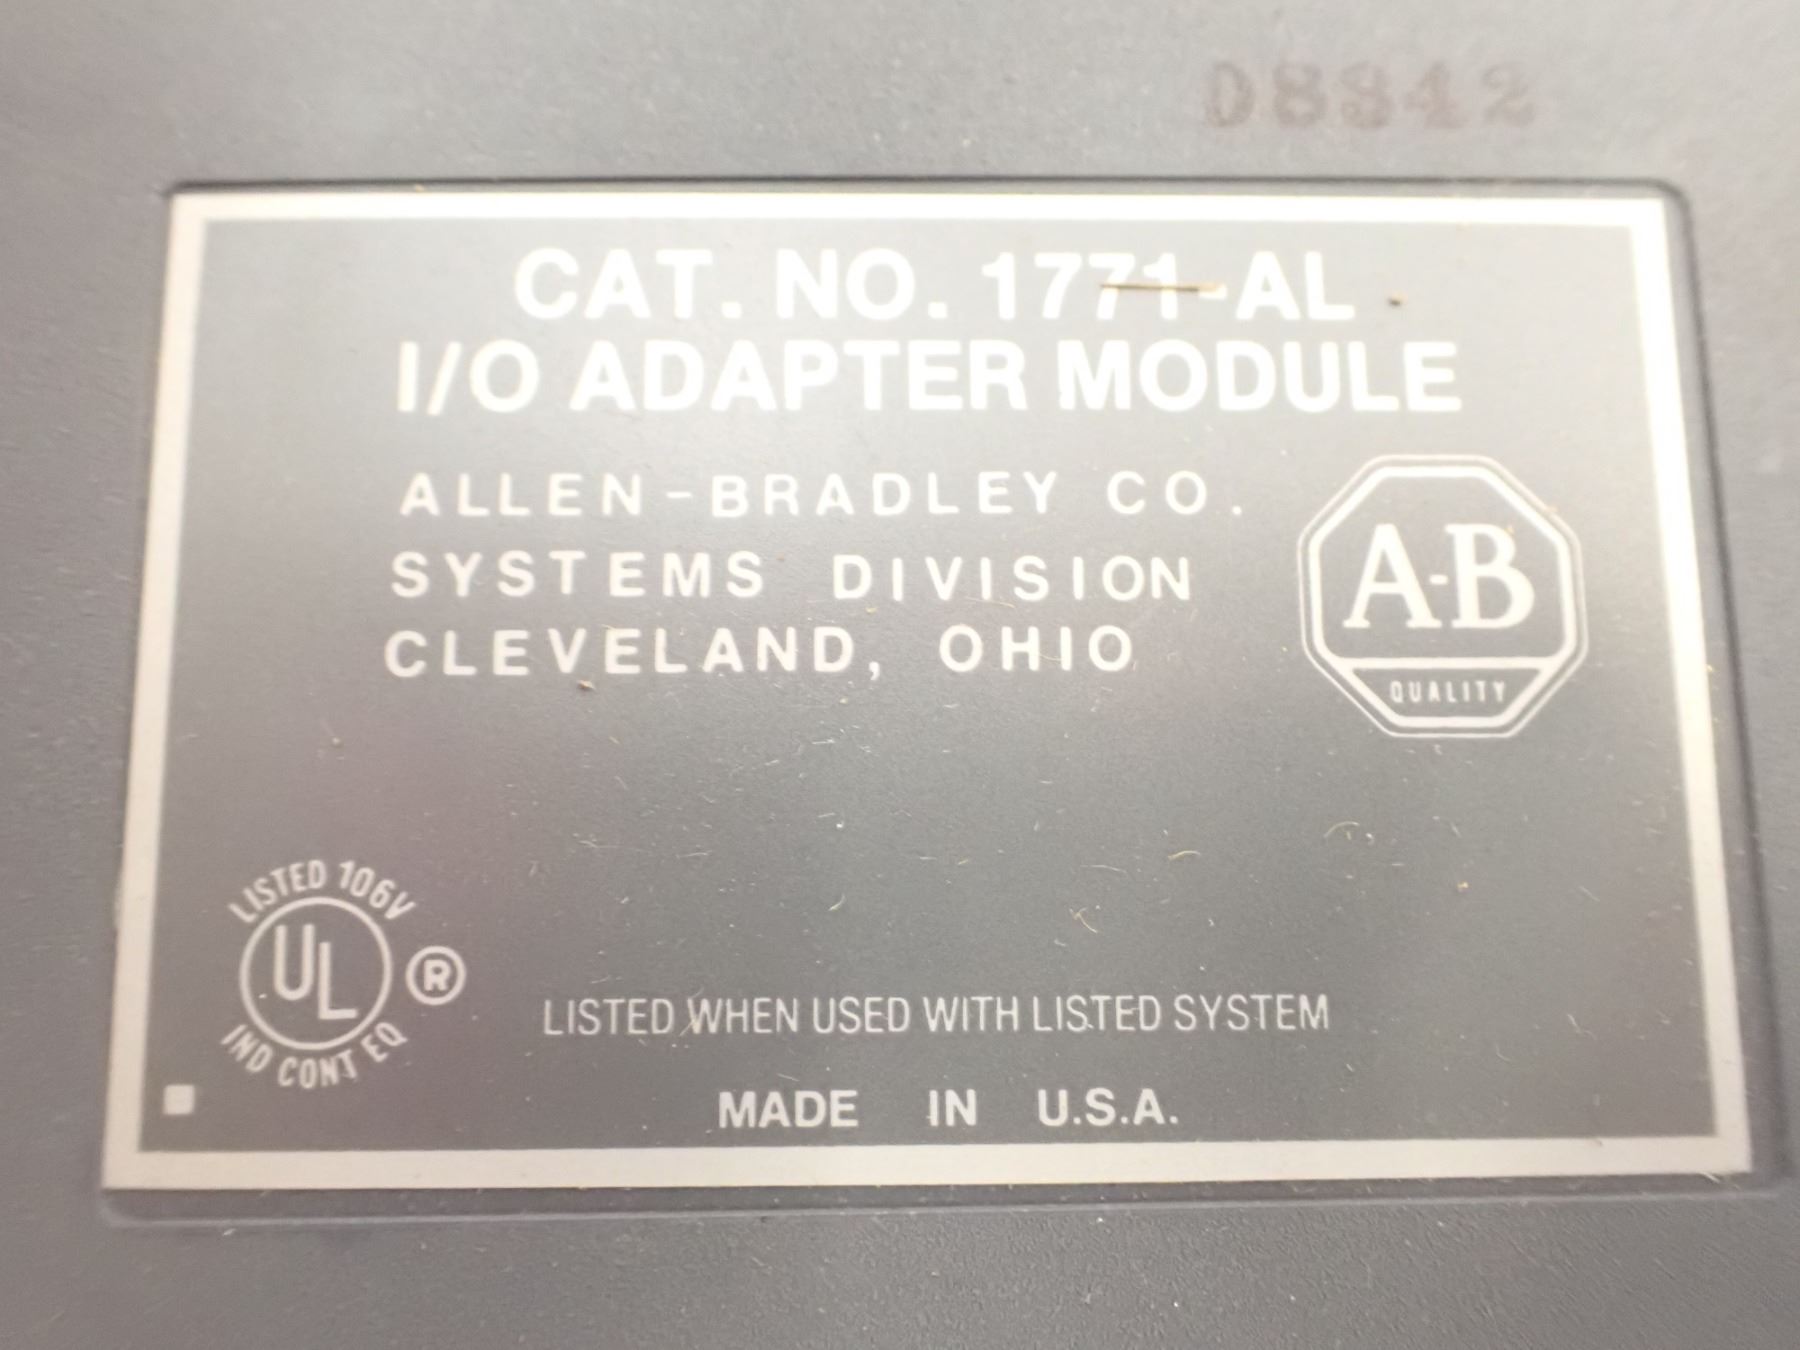 D8842
CAT. NO. 1771-AL
I/O ADAPTER MODULE
ALLEN-BRADLEY CO.
SYSTEMS DIVISION
CLEVELAND, OHIO
A-B
QUALITY
LISTED 106V
UL ®
IND CONT EQ
LISTED WHEN USED WITH LISTED SYSTEM
MADE IN U.S.A.